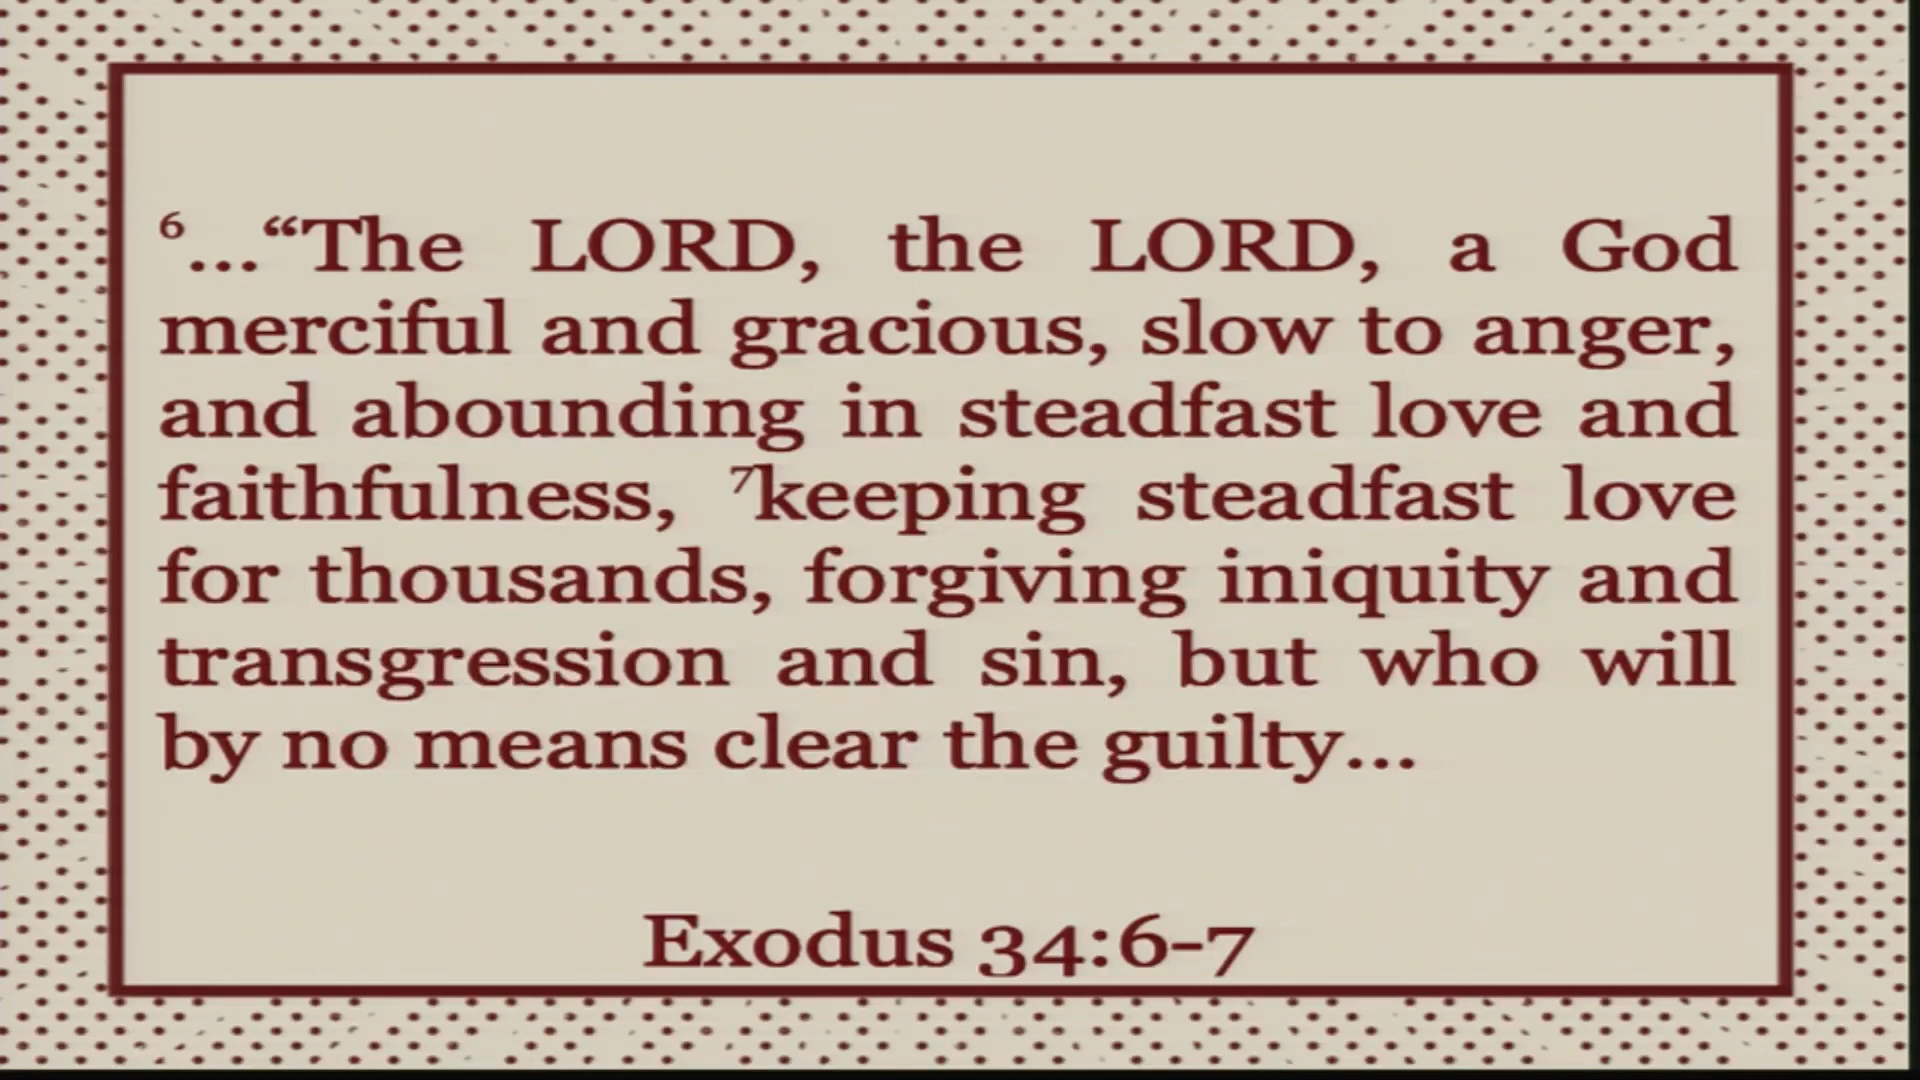 ⁶…“The LORD, the LORD, a God
merciful and gracious, slow to anger,
and abounding in steadfast love and
faithfulness, ⁷keeping steadfast love
for thousands, forgiving iniquity and
transgression and sin, but who will
by no means clear the guilty…
Exodus 34:6-7